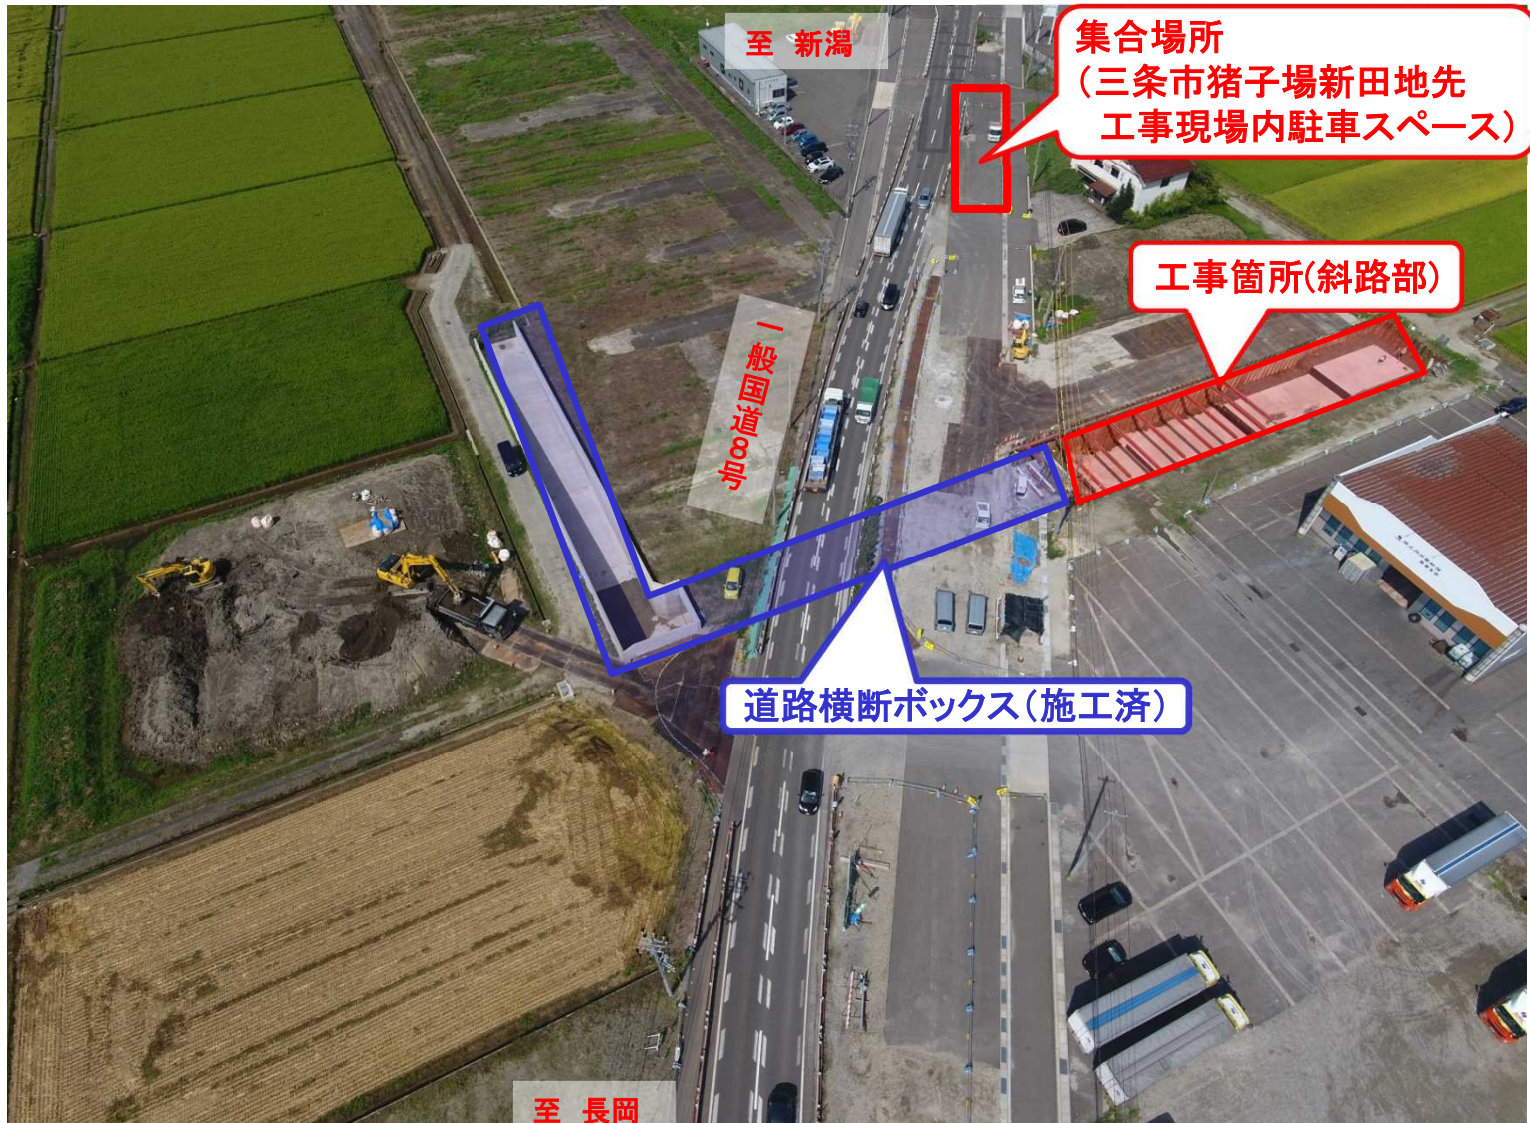 至 新潟
集合場所
（三条市猪子場新田地先
工事現場内駐車スペース）
工事箇所(斜路部)
一般国道8号
道路横断ボックス（施工済）
至 長岡